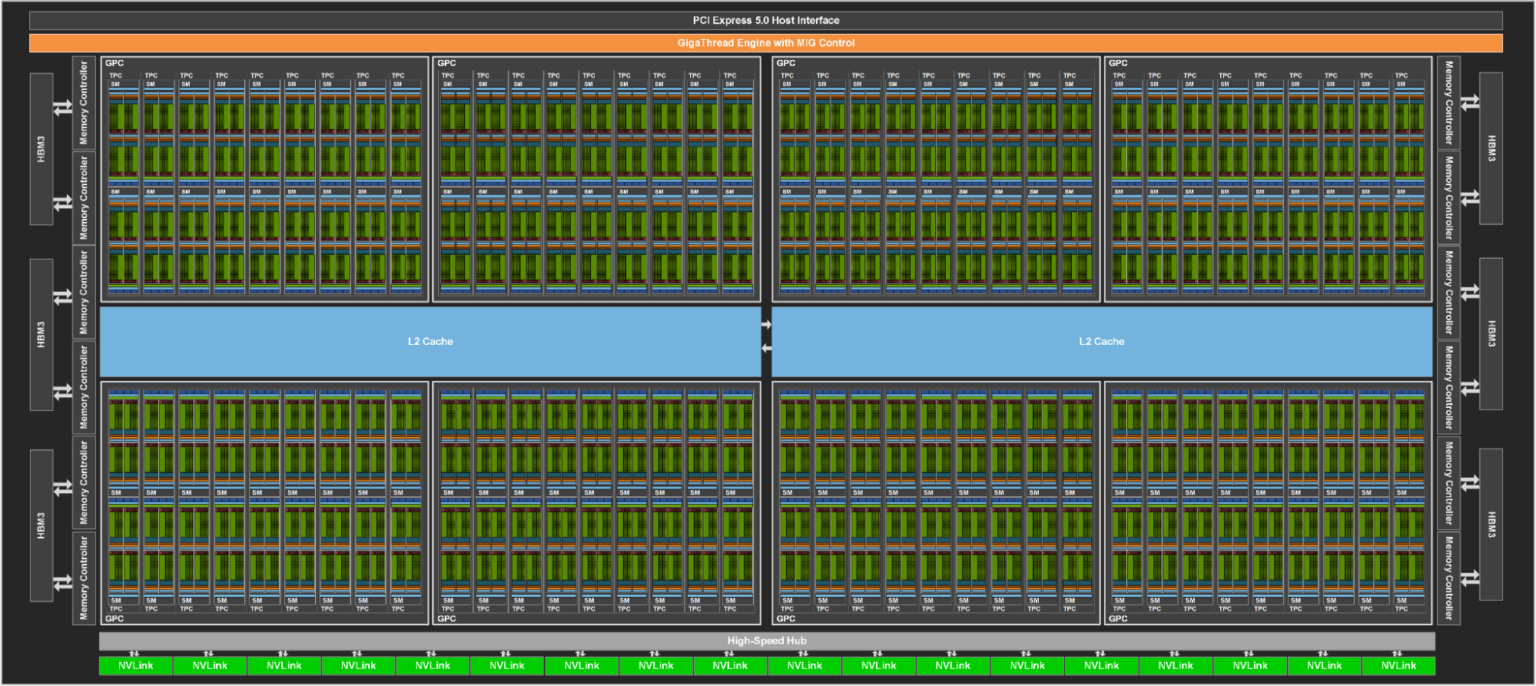 PCI Express 5.0 Host Interface
GigaThread Engine with MIG Control
GPC GPC GPC GPC
TPC TPC TPC TPC TPC TPC TPC TPC TPC TPC TPC TPC TPC TPC TPC TPC TPC TPC TPC TPC TPC TPC TPC TPC TPC TPC TPC TPC TPC TPC TPC TPC TPC TPC TPC TPC
SM SM SM SM SM SM SM SM SM SM SM SM SM SM SM SM SM SM SM SM SM SM SM SM SM SM SM SM SM SM SM SM SM SM SM SM
SM SM SM SM SM SM SM SM SM SM SM SM SM SM SM SM SM SM SM SM SM SM SM SM SM SM SM SM SM SM SM SM SM SM SM SM
L2 Cache L2 Cache
SM SM SM SM SM SM SM SM SM SM SM SM SM SM SM SM SM SM SM SM SM SM SM SM SM SM SM SM SM SM SM SM SM SM SM SM
SM SM SM SM SM SM SM SM SM SM SM SM SM SM SM SM SM SM SM SM SM SM SM SM SM SM SM SM SM SM SM SM SM SM SM SM
TPC TPC TPC TPC TPC TPC TPC TPC TPC TPC TPC TPC TPC TPC TPC TPC TPC TPC TPC TPC TPC TPC TPC TPC TPC TPC TPC TPC TPC TPC TPC TPC TPC TPC TPC TPC
GPC GPC GPC GPC
HBM3
HBM3
HBM3
Memory Controller
Memory Controller
Memory Controller
Memory Controller
Memory Controller
Memory Controller
Memory Controller
Memory Controller
Memory Controller
Memory Controller
Memory Controller
Memory Controller
HBM3
HBM3
HBM3
High-Speed Hub
NVLink NVLink NVLink NVLink NVLink NVLink NVLink NVLink NVLink NVLink NVLink NVLink NVLink NVLink NVLink NVLink NVLink NVLink